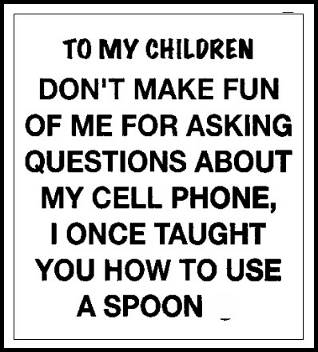 TO MY CHILDREN
DON'T MAKE FUN
OF ME FOR ASKING
QUESTIONS ABOUT
MY CELL PHONE,
I ONCE TAUGHT
YOU HOW TO USE
A SPOON